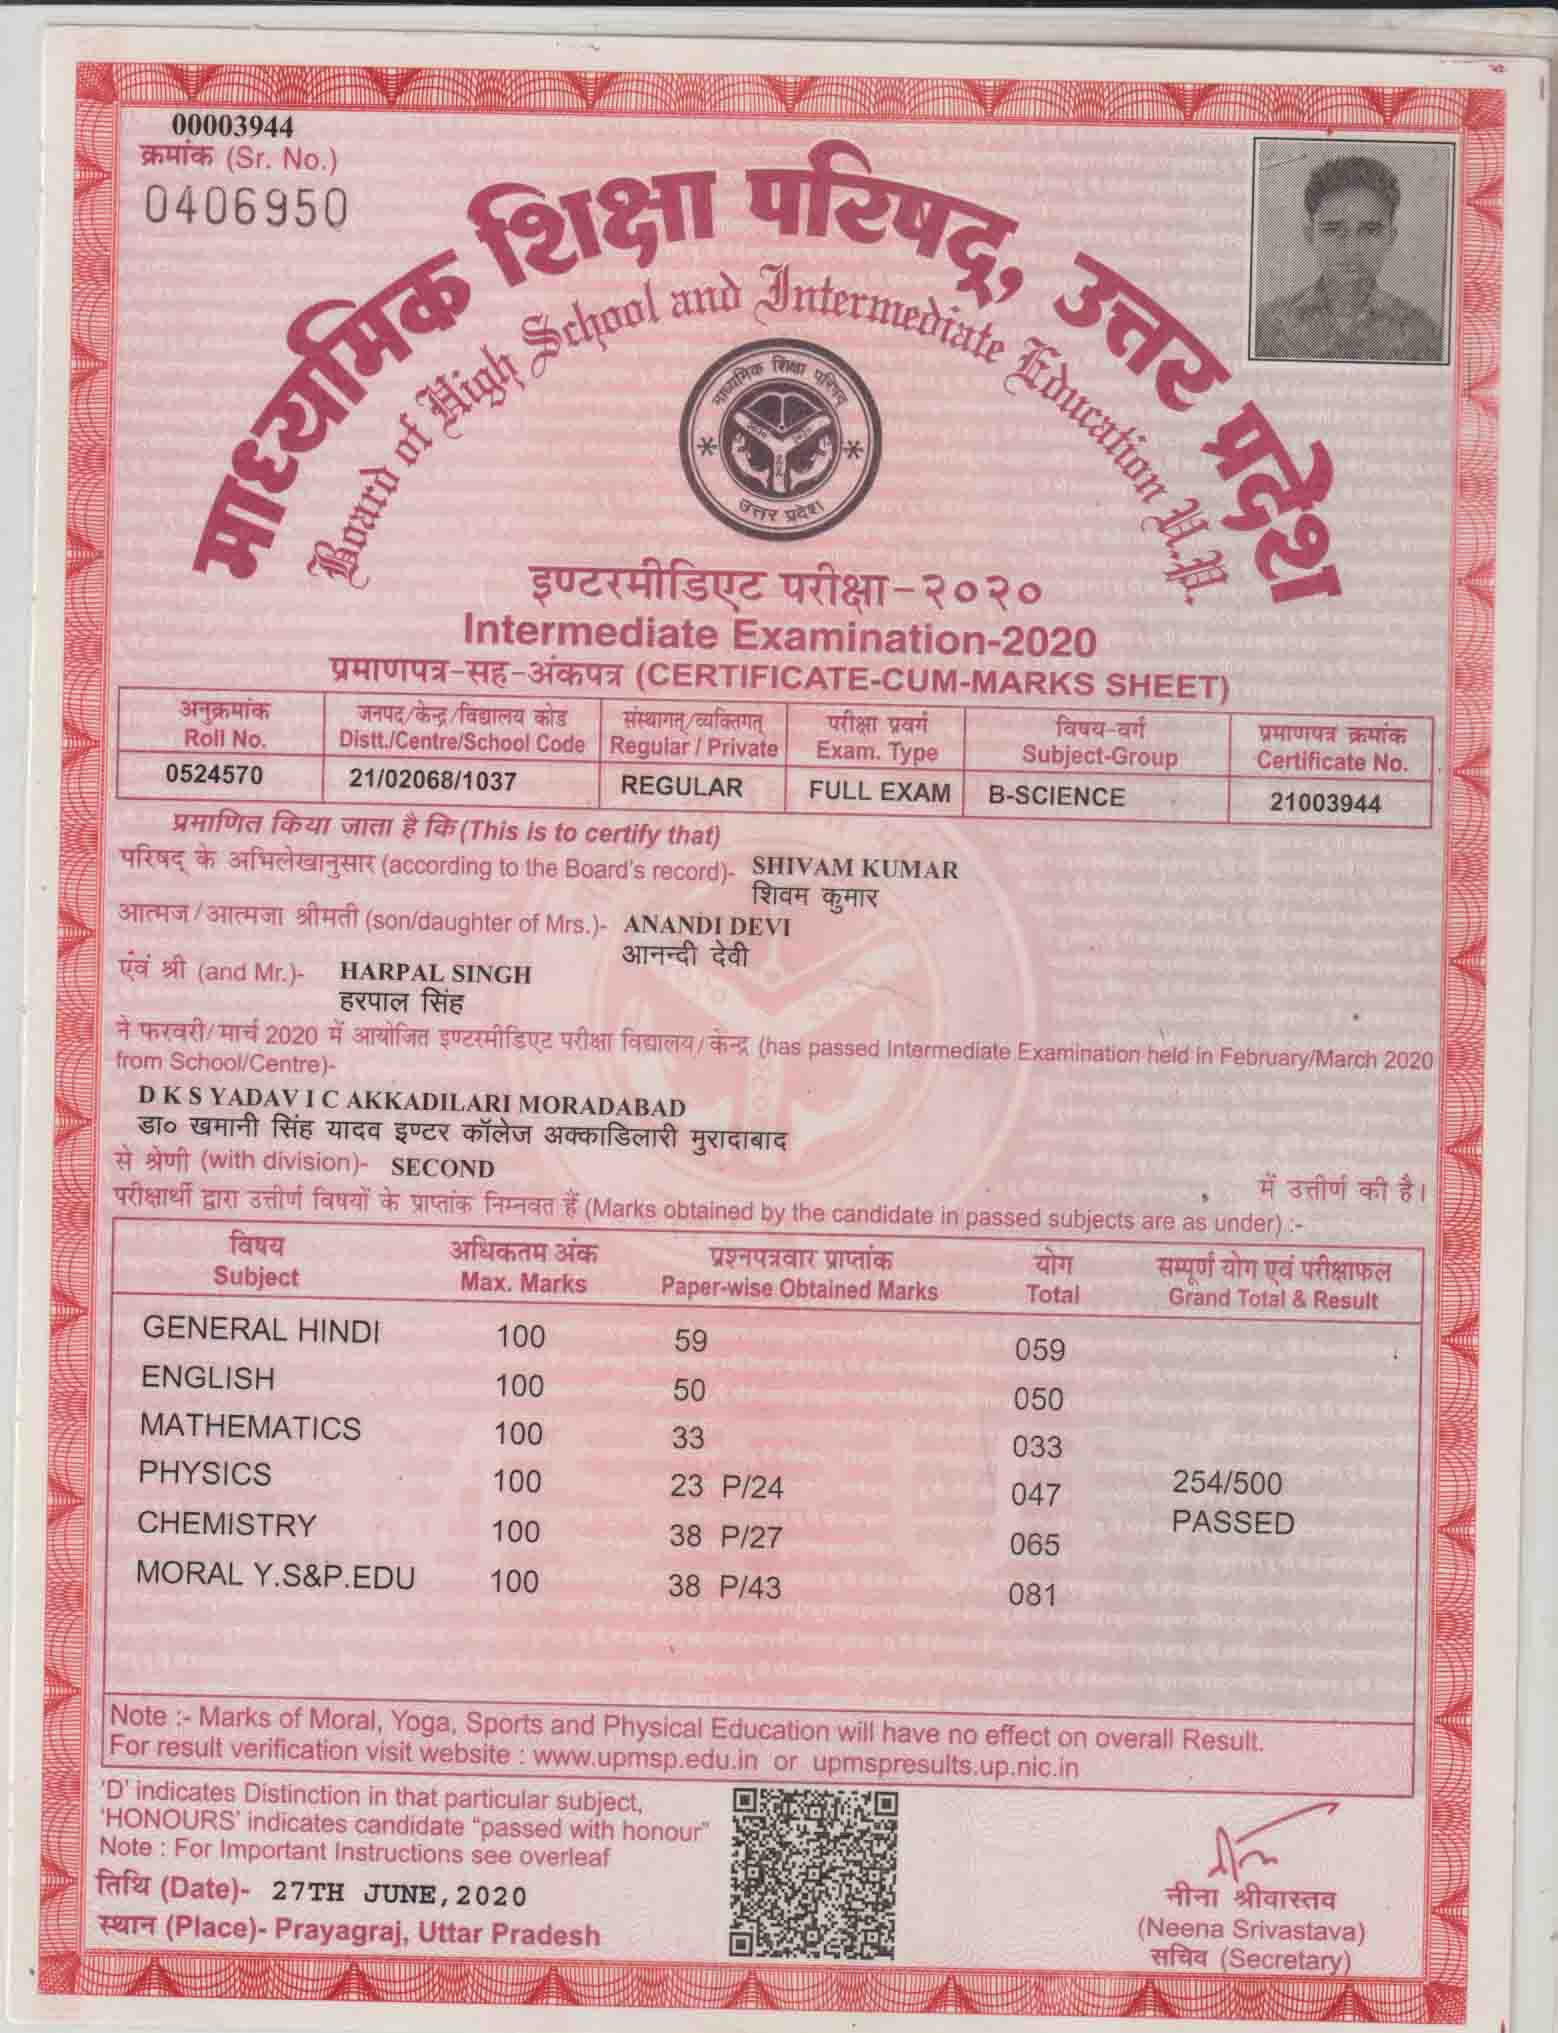 00003944
क्रमांक (Sr. No.)
0406950
माध्यमिक शिक्षा परिषद्, उत्तर प्रदेश
Board of High School and Intermediate Education U.P.
माध्यमिक शिक्षा परिषद
उत्तर प्रदेश
इण्टरमीडिएट परीक्षा-२०२०
Intermediate Examination-2020
प्रमाणपत्र-सह-अंकपत्र (CERTIFICATE-CUM-MARKS SHEET)
अनुक्रमांक जनपद/केन्द्र/विद्यालय कोड संस्थागत्/व्यक्तिगत् परीक्षा प्रवर्ग विषय-वर्ग प्रमाणपत्र क्रमांक
Roll No. Distt./Centre/School Code Regular / Private Exam. Type Subject-Group Certificate No.
0524570 21/02068/1037 REGULAR FULL EXAM B-SCIENCE 21003944
प्रमाणित किया जाता है कि (This is to certify that)
परिषद् के अभिलेखानुसार (according to the Board's record)- SHIVAM KUMAR
शिवम कुमार
आत्मज/आत्मजा श्रीमती (son/daughter of Mrs.)- ANANDI DEVI
आनन्दी देवी
एंवं श्री (and Mr.)- HARPAL SINGH
हरपाल सिंह
ने फरवरी/मार्च 2020 में आयोजित इण्टरमीडिएट परीक्षा विद्यालय/केन्द्र (has passed Intermediate Examination held in February/March 2020
from School/Centre)-
D K S YADAV I C AKKADILARI MORADABAD
डा० खमानी सिंह यादव इण्टर कॉलेज अक्काडिलारी मुरादाबाद
से श्रेणी (with division)- SECOND
में उत्तीर्ण की है।
परीक्षार्थी द्वारा उत्तीर्ण विषयों के प्राप्तांक निम्नवत हैं (Marks obtained by the candidate in passed subjects are as under) :-
विषय अधिकतम अंक प्रश्नपत्रवार प्राप्तांक योग सम्पूर्ण योग एवं परीक्षाफल
Subject Max. Marks Paper-wise Obtained Marks Total Grand Total & Result
GENERAL HINDI 100 59 059
ENGLISH 100 50 050
MATHEMATICS 100 33 033
PHYSICS 100 23 P/24 047 254/500
CHEMISTRY 100 38 P/27 065 PASSED
MORAL Y.S&P.EDU 100 38 P/43 081
Note :- Marks of Moral, Yoga, Sports and Physical Education will have no effect on overall Result.
For result verification visit website : www.upmsp.edu.in or upmspresults.up.nic.in
'D' indicates Distinction in that particular subject,
'HONOURS' indicates candidate "passed with honour"
Note : For Important Instructions see overleaf
तिथि (Date)- 27TH JUNE, 2020
स्थान (Place)- Prayagraj, Uttar Pradesh
नीना श्रीवास्तव
(Neena Srivastava)
सचिव (Secretary)